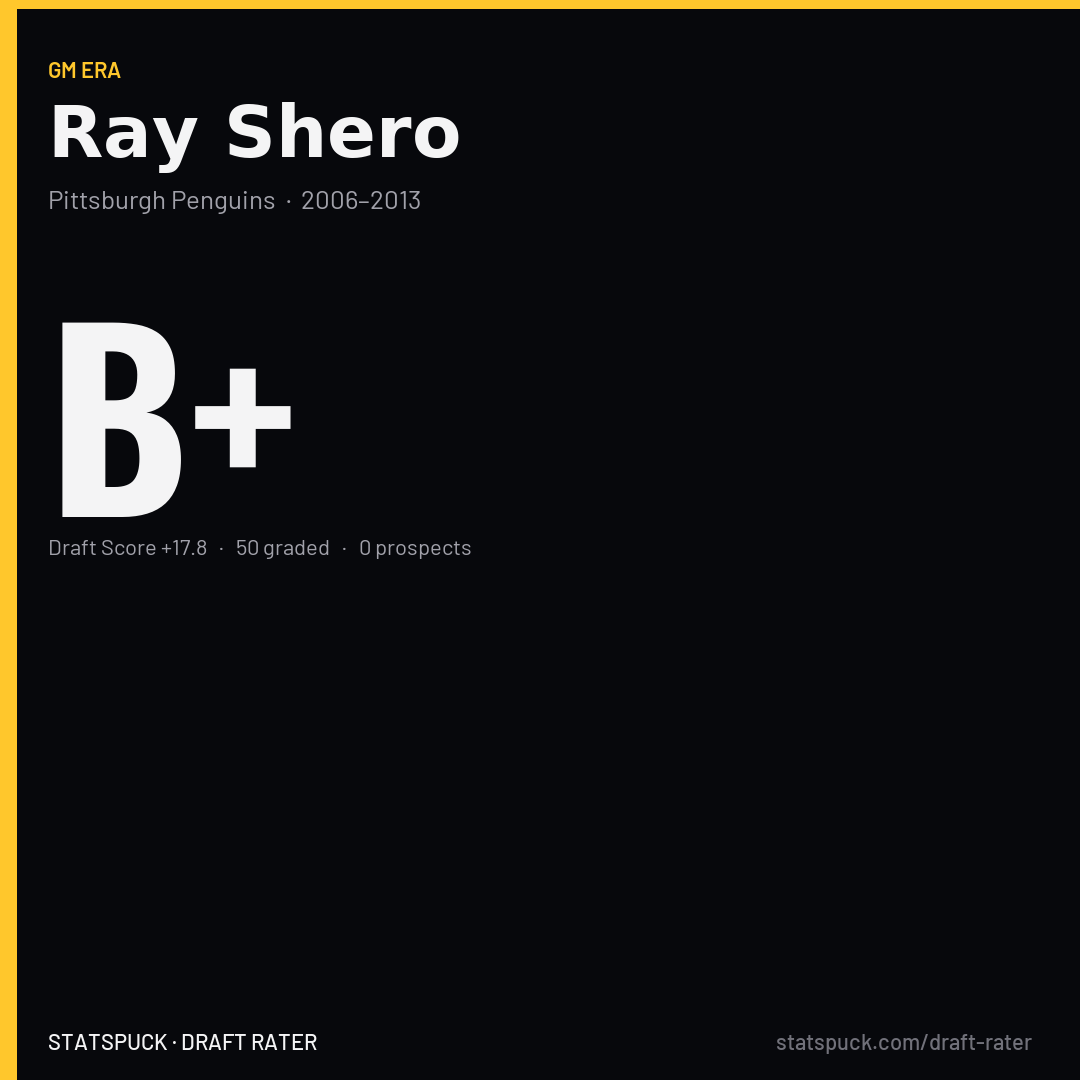 GM ERA
Ray Shero
Pittsburgh Penguins · 2006–2013
B+
Draft Score +17.8 · 50 graded · 0 prospects
STATSPUCK · DRAFT RATER
statspuck.com/draft-rater